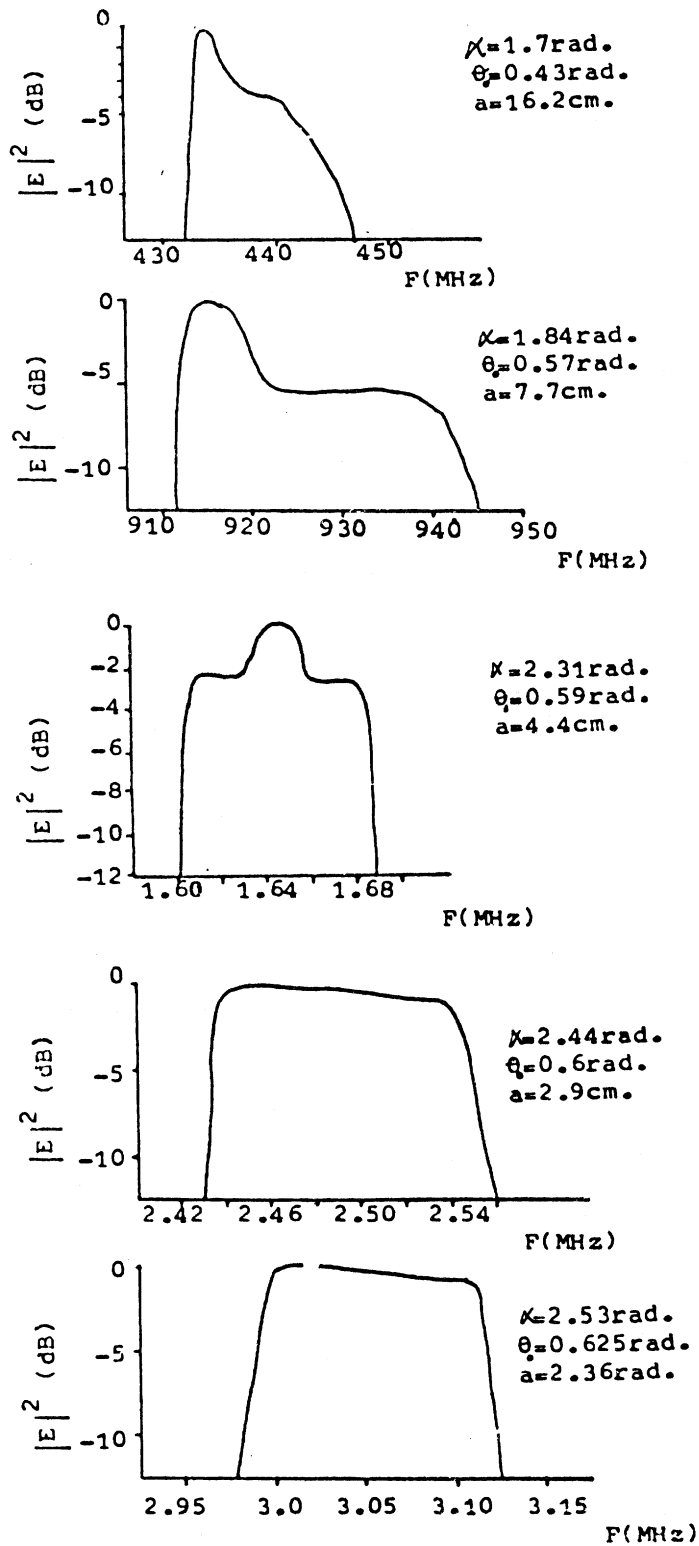 0
-5
-10
|E|² (dB)
α=1.7rad.
θ₀=0.43rad.
a=16.2cm.
430 440 450
F(MHz)
0
-5
-10
|E|² (dB)
α=1.84rad.
θ₀=0.57rad.
a=7.7cm.
910 920 930 940 950
F(MHz)
0
-2
-4
-6
-8
-10
-12
|E|² (dB)
α=2.31rad.
θ₀=0.59rad.
a=4.4cm.
1.60 1.64 1.68
F(MHz)
0
-5
-10
|E|² (dB)
α=2.44rad.
θ₀=0.6rad.
a=2.9cm.
2.42 2.46 2.50 2.54
F(MHz)
0
-5
-10
|E|² (dB)
α=2.53rad.
θ₀=0.625rad.
a=2.36cm.
2.95 3.0 3.05 3.10 3.15
F(MHz)